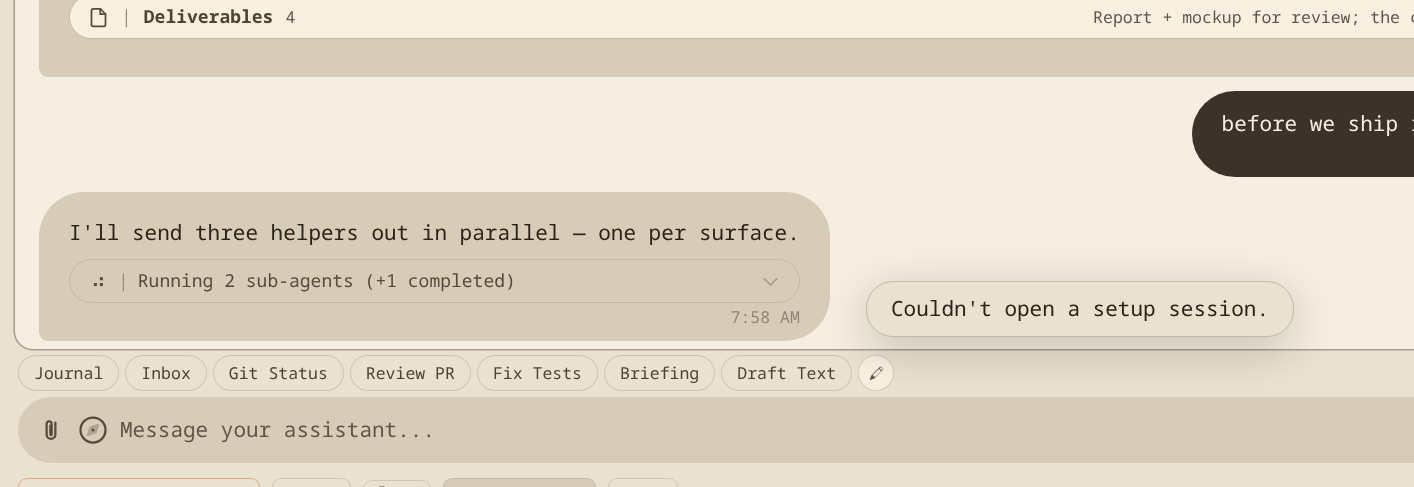 Deliverables 4
Report + mockup for review; the
before we ship
I'll send three helpers out in parallel — one per surface.
Running 2 sub-agents (+1 completed)
7:58 AM
Couldn't open a setup session.
Journal
Inbox
Git Status
Review PR
Fix Tests
Briefing
Draft Text
Message your assistant...